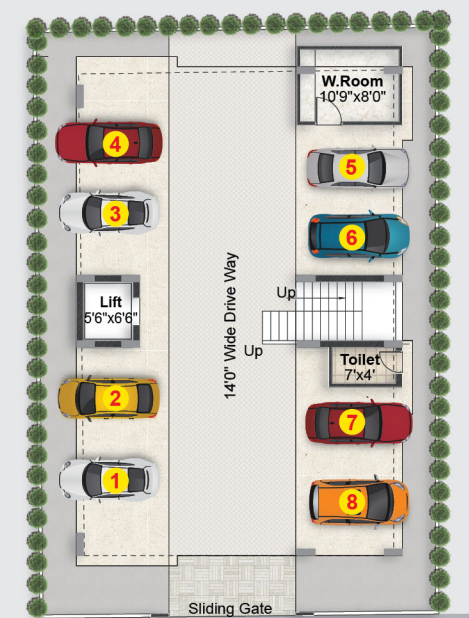 W.Room
10'9"x8'0"
4
5
3
6
14'0" Wide Drive Way
Up
Lift
5'6"x6'6"
Up
Toilet
7'x4'
2
7
1
8
Sliding Gate